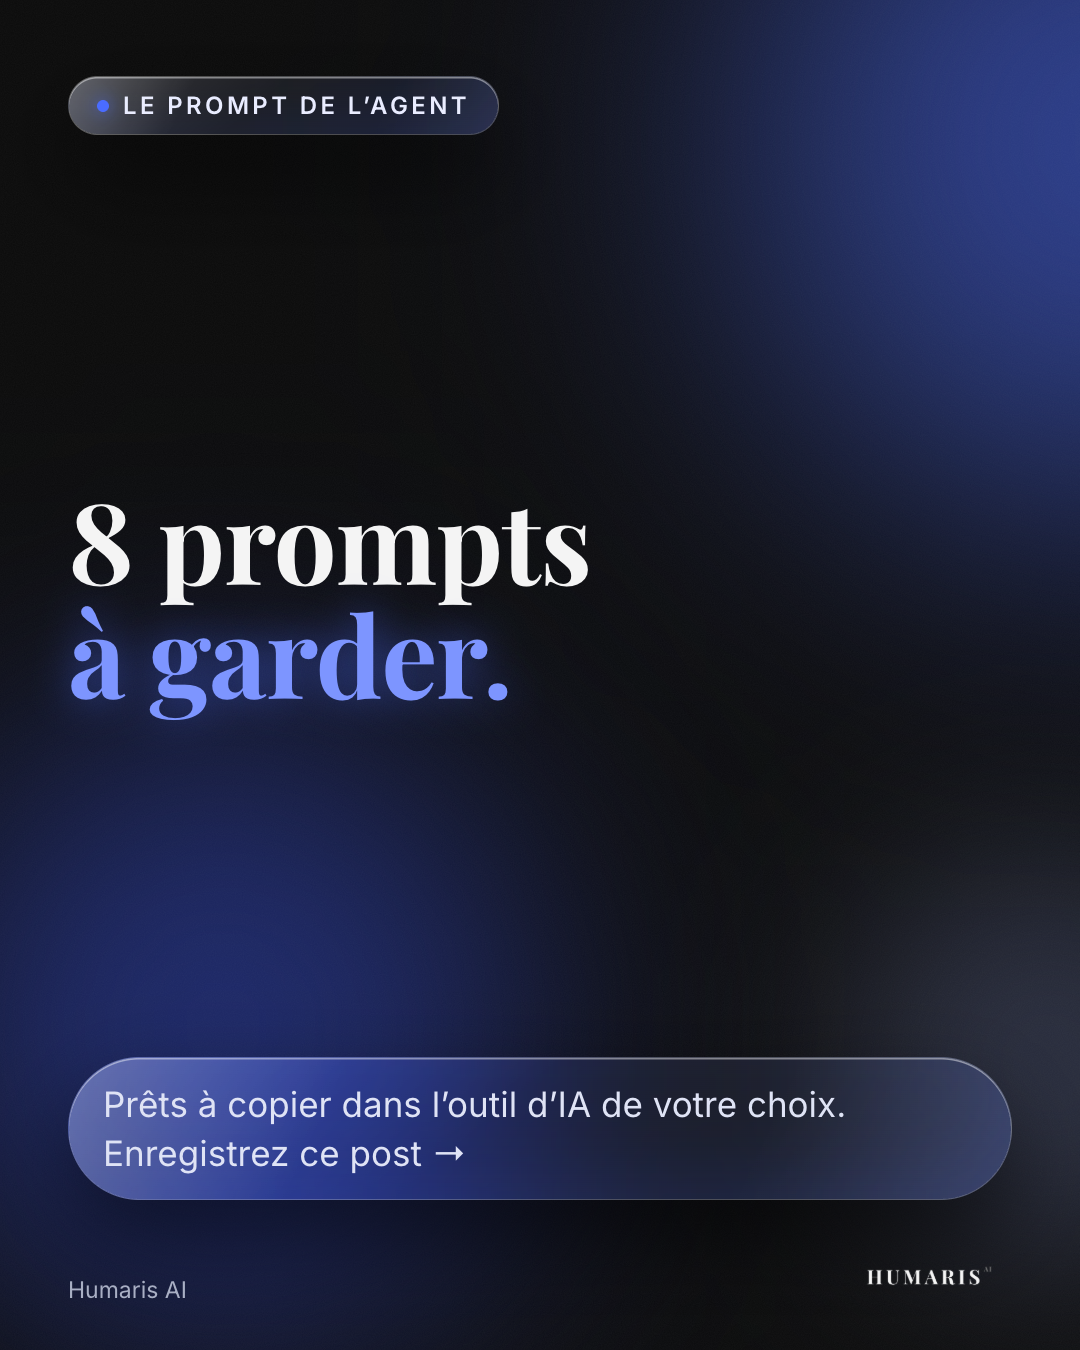 LE PROMPT DE L’AGENT
8 prompts
à garder.
Prêts à copier dans l’outil d’IA de votre choix.
Enregistrez ce post →
Humaris AI
HUMARIS AI